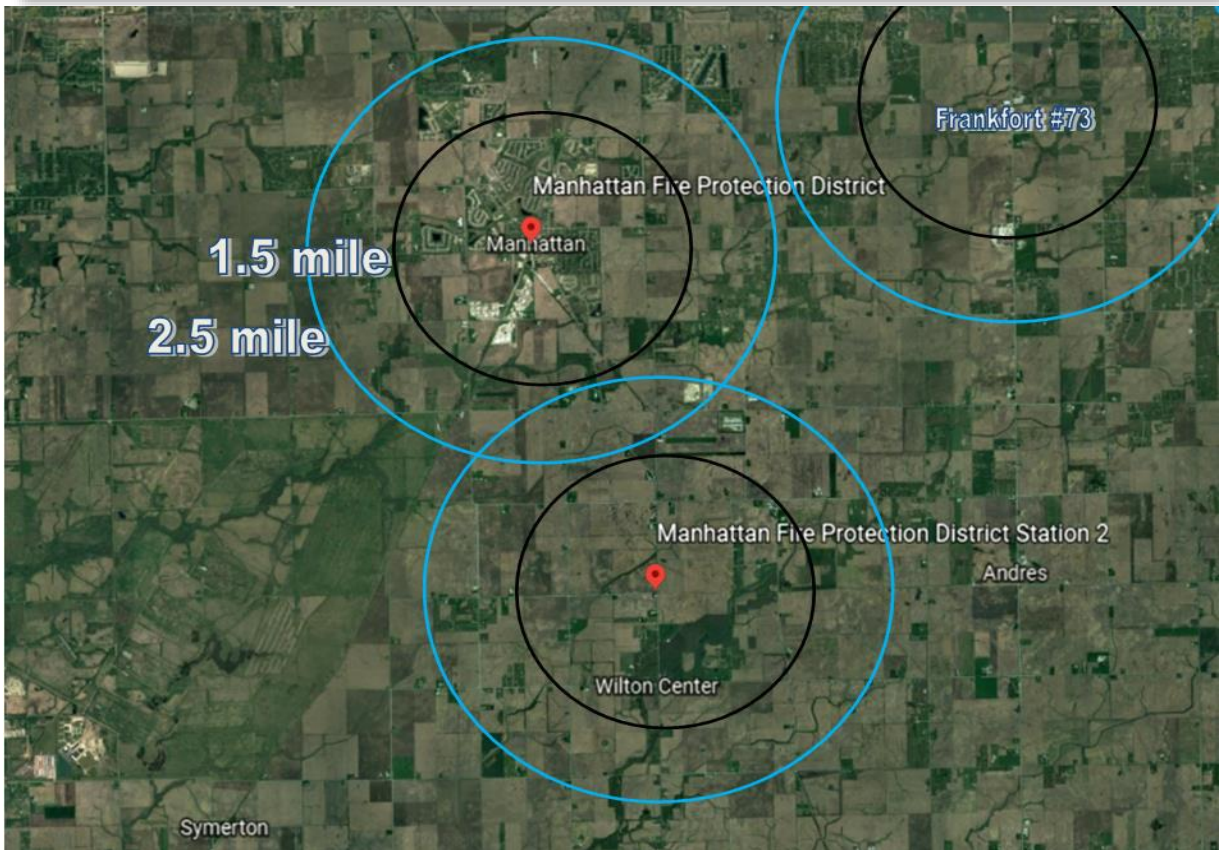 Frankfort #73
Manhattan Fire Protection District
Manhattan
1.5 mile
2.5 mile
Manhattan Fire Protection District Station 2
Andres
Wilton Center
Symerton